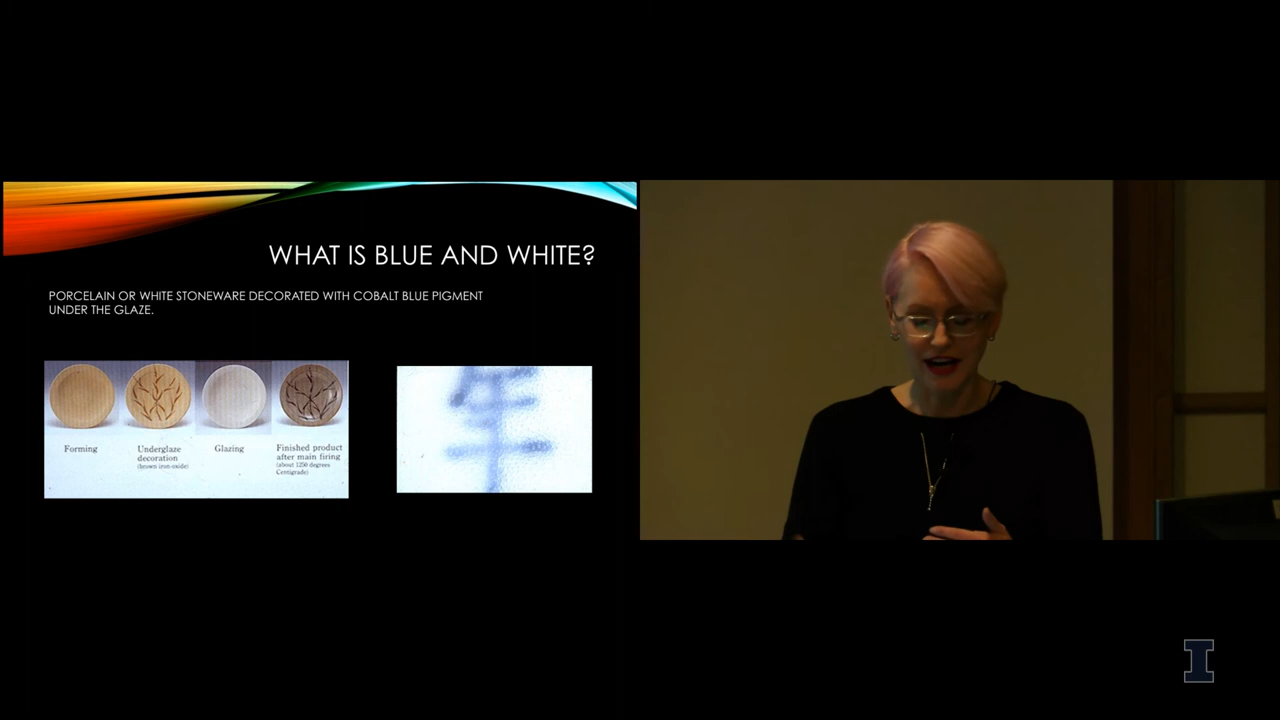 WHAT IS BLUE AND WHITE?
PORCELAIN OR WHITE STONEWARE DECORATED WITH COBALT BLUE PIGMENT
UNDER THE GLAZE.
Forming
Underglaze
decoration
(brown iron-oxide)
Glazing
Finished product
after main firing
(about 1250 degrees
Centigrade)
I